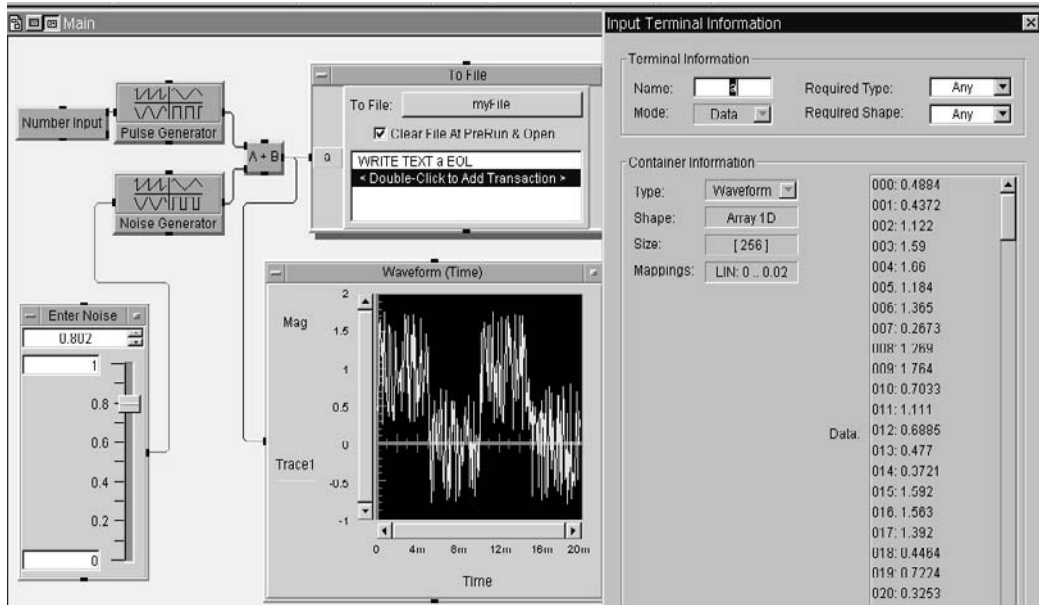 Main
Number Input
Pulse Generator
Noise Generator
A + B
To File
To File: myFile
Clear File At PreRun & Open
a
WRITE TEXT a EOL
< Double-Click to Add Transaction >
Enter Noise
0.802
1
0.8
0.6
0.4
0.2
0
Waveform (Time)
Mag
Trace1
2
1.5
1
0.5
0
-0.5
-1
0 4m 8m 12m 16m 20m
Time
Input Terminal Information
Terminal Information
Name: a
Required Type: Any
Mode: Data
Required Shape: Any
Container Information
Type: Waveform
Shape: Array 1D
Size: [ 256 ]
Mappings: LIN: 0 .. 0.02
Data:
000: 0.4884
001: 0.4372
002: 1.122
003: 1.59
004: 1.66
005: 1.184
006: 1.365
007: 0.2673
008: 1.269
009: 1.764
010: 0.7033
011: 1.111
012: 0.6885
013: 0.477
014: 0.3721
015: 1.592
016: 1.563
017: 1.392
018: 0.4464
019: 0.7224
020: 0.3253